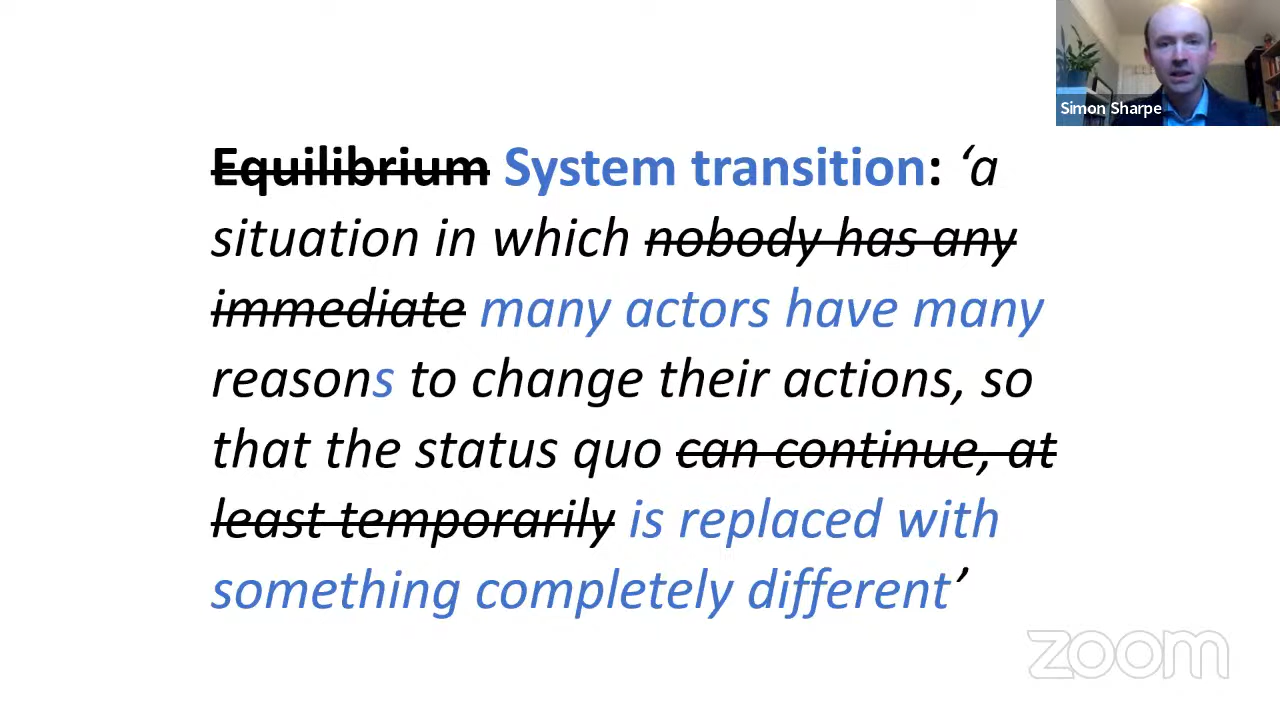 Simon Sharpe
Equilibrium System transition: ‘a
situation in which nobody has any
immediate many actors have many
reasons to change their actions, so
that the status quo can continue, at
least temporarily is replaced with
something completely different’
zoom